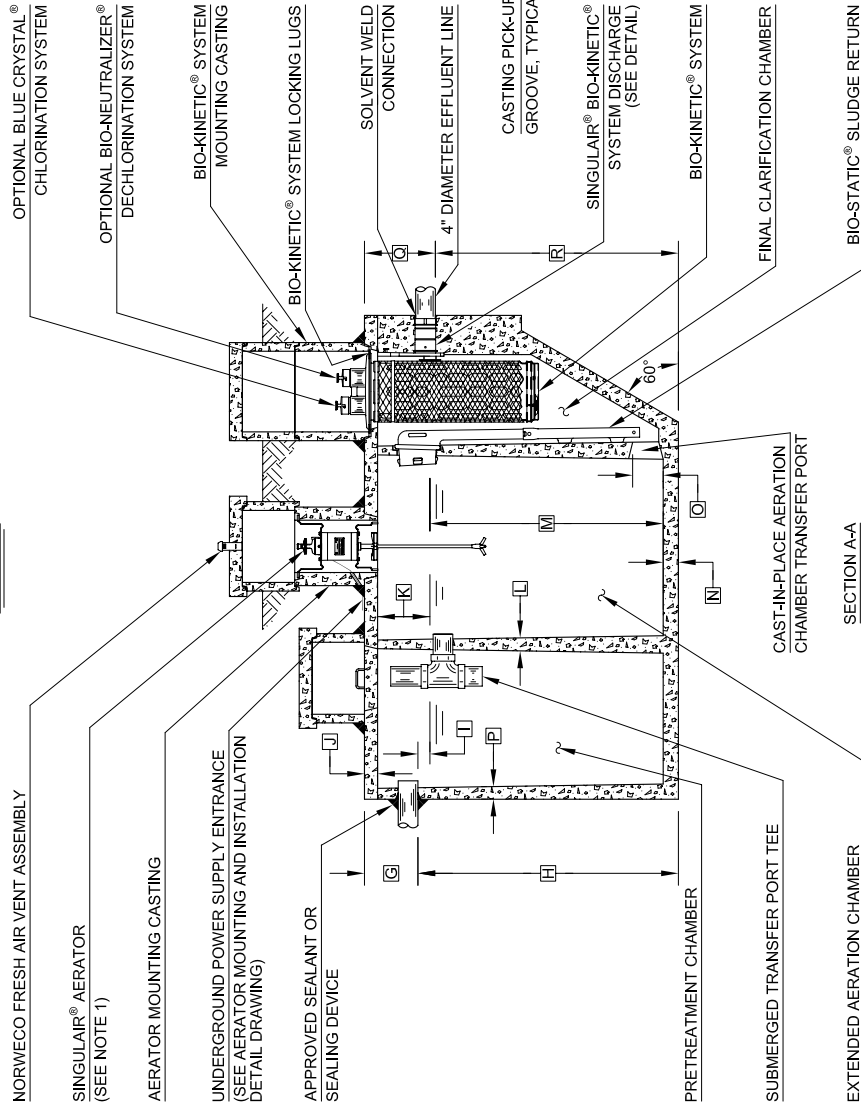 OPTIONAL BLUE CRYSTAL®
CHLORINATION SYSTEM
OPTIONAL BIO-NEUTRALIZER®
DECHLORINATION SYSTEM
BIO-KINETIC® SYSTEM
MOUNTING CASTING
BIO-KINETIC® SYSTEM LOCKING LUGS
SOLVENT WELD
CONNECTION
4" DIAMETER EFFLUENT LINE
CASTING PICK-UP
GROOVE, TYPICA
SINGULAIR® BIO-KINETIC®
SYSTEM DISCHARGE
(SEE DETAIL)
BIO-KINETIC® SYSTEM
FINAL CLARIFICATION CHAMBER
BIO-STATIC® SLUDGE RETURN
Q
R
60°
M
O
K
L
N
J
I
P
G
H
CAST-IN-PLACE AERATION
CHAMBER TRANSFER PORT
SECTION A-A
NORWECO FRESH AIR VENT ASSEMBLY
SINGULAIR® AERATOR
(SEE NOTE 1)
AERATOR MOUNTING CASTING
UNDERGROUND POWER SUPPLY ENTRANCE
(SEE AERATOR MOUNTING AND INSTALLATION
DETAIL DRAWING)
APPROVED SEALANT OR
SEALING DEVICE
PRETREATMENT CHAMBER
SUBMERGED TRANSFER PORT TEE
EXTENDED AERATION CHAMBER